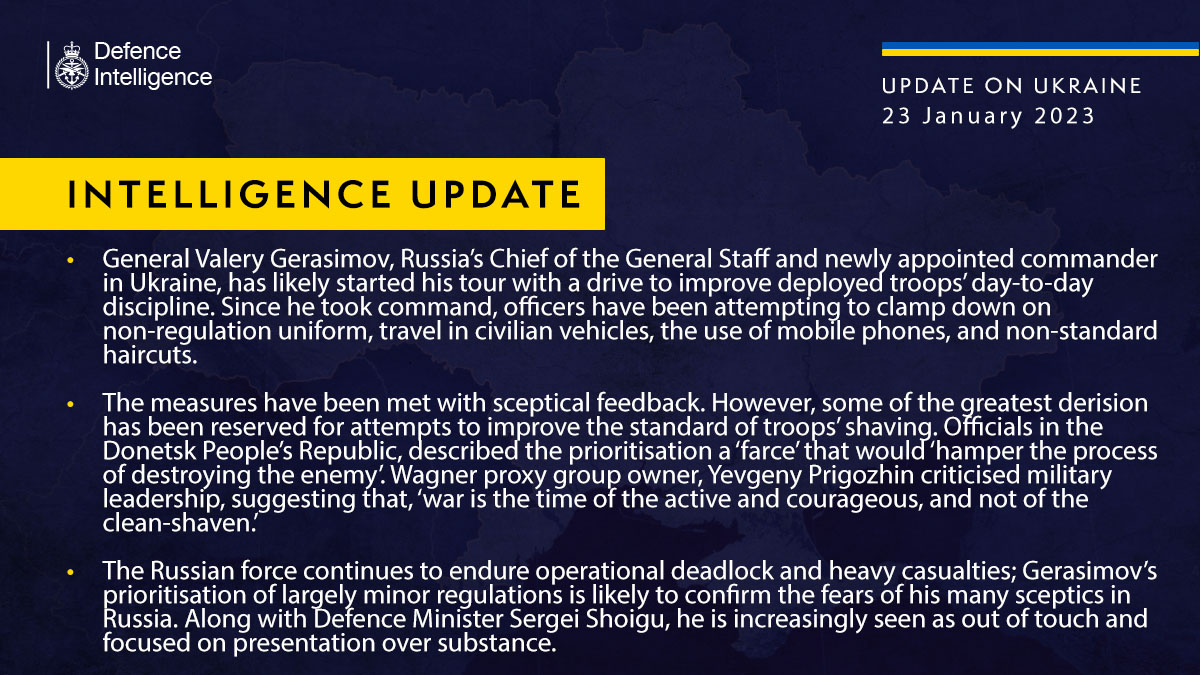 Defence
Intelligence
UPDATE ON UKRAINE
23 January 2023
INTELLIGENCE UPDATE
• General Valery Gerasimov, Russia’s Chief of the General Staff and newly appointed commander
in Ukraine, has likely started his tour with a drive to improve deployed troops’ day-to-day
discipline. Since he took command, officers have been attempting to clamp down on
non-regulation uniform, travel in civilian vehicles, the use of mobile phones, and non-standard
haircuts.
• The measures have been met with sceptical feedback. However, some of the greatest derision
has been reserved for attempts to improve the standard of troops’ shaving. Officials in the
Donetsk People’s Republic, described the prioritisation a ‘farce’ that would ‘hamper the process
of destroying the enemy’. Wagner proxy group owner, Yevgeny Prigozhin criticised military
leadership, suggesting that, ‘war is the time of the active and courageous, and not of the
clean-shaven.’
• The Russian force continues to endure operational deadlock and heavy casualties; Gerasimov’s
prioritisation of largely minor regulations is likely to confirm the fears of his many sceptics in
Russia. Along with Defence Minister Sergei Shoigu, he is increasingly seen as out of touch and
focused on presentation over substance.